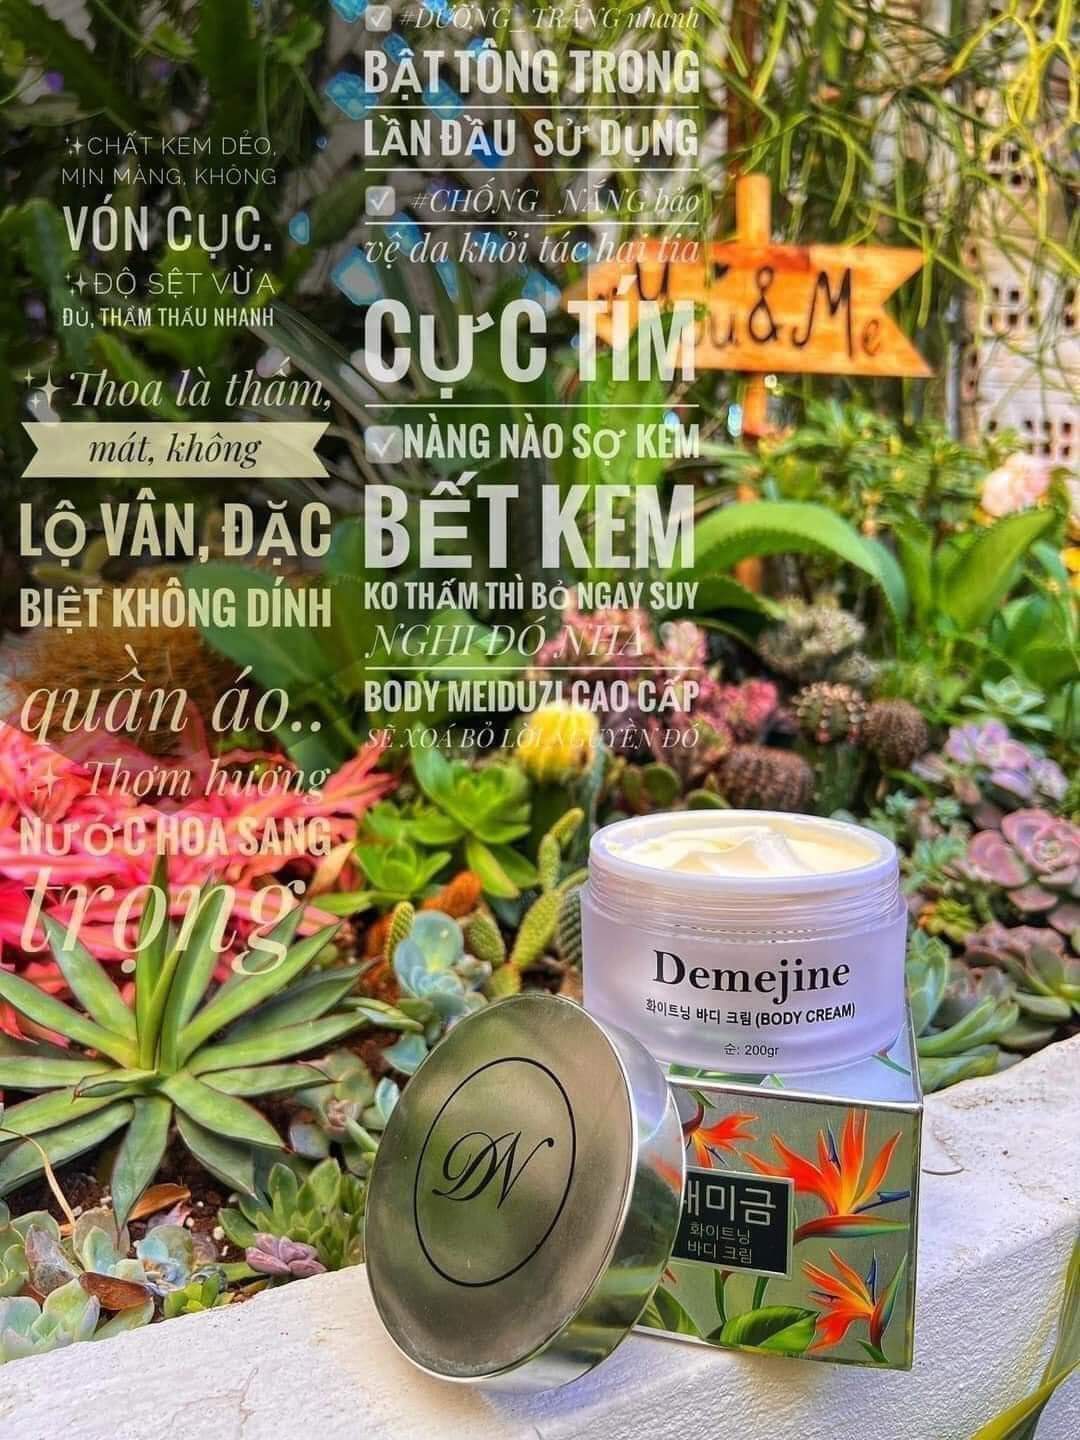 ✨CHẤT KEM DẺO,
MỊN MÀNG, KHÔNG
VÓN CỤC.
✨ĐỘ SỆT VỪA
ĐỦ, THẨM THẤU NHANH
✨Thoa là thấm,
mát, không
LỘ VÂN, ĐẶC
BIỆT KHÔNG DÍNH
quần áo..
✨ Thơm hương
NƯỚC HOA SANG
trọng
✅ #DƯỠNG_TRẮNG nhanh
BẬT TÔNG TRONG
LẦN ĐẦU SỬ DỤNG
✅ #CHỐNG_NẮNG bảo
vệ da khỏi tác hại tia
CỰC TÍM
✅NÀNG NÀO SỢ KEM
BẾT KEM
KO THẤM THÌ BỎ NGAY SUY
NGHĨ ĐÓ NHA
BODY MEIDUZI CAO CẤP
SẼ XOÁ BỎ LỜI NGUYỀN ĐÓ
You & Me
Demejine
화이트닝 바디 크림 (BODY CREAM)
순: 200gr
DN
화이트닝
바디 크림